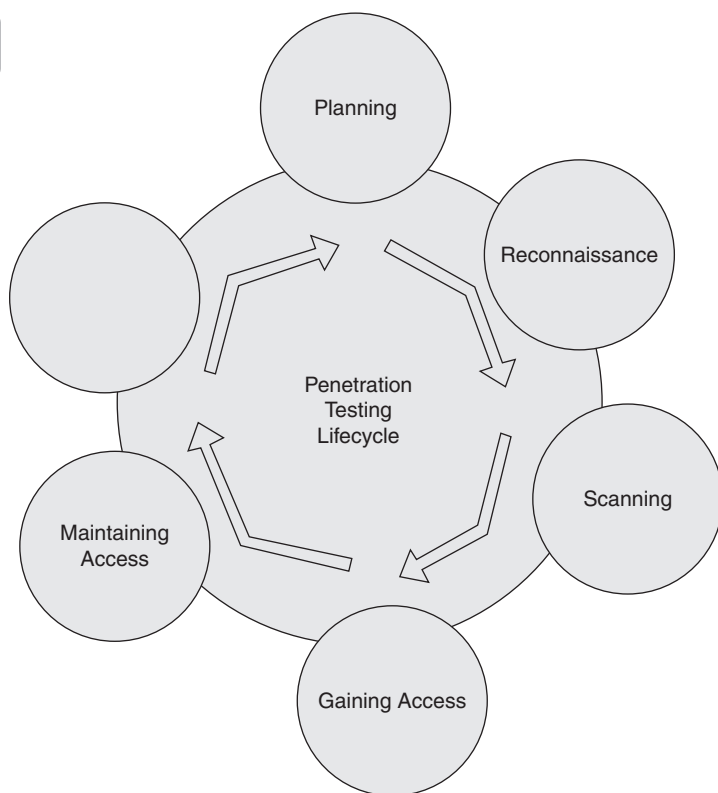 Planning
Reconnaissance
Penetration
Testing
Lifecycle
Scanning
Maintaining
Access
Gaining Access